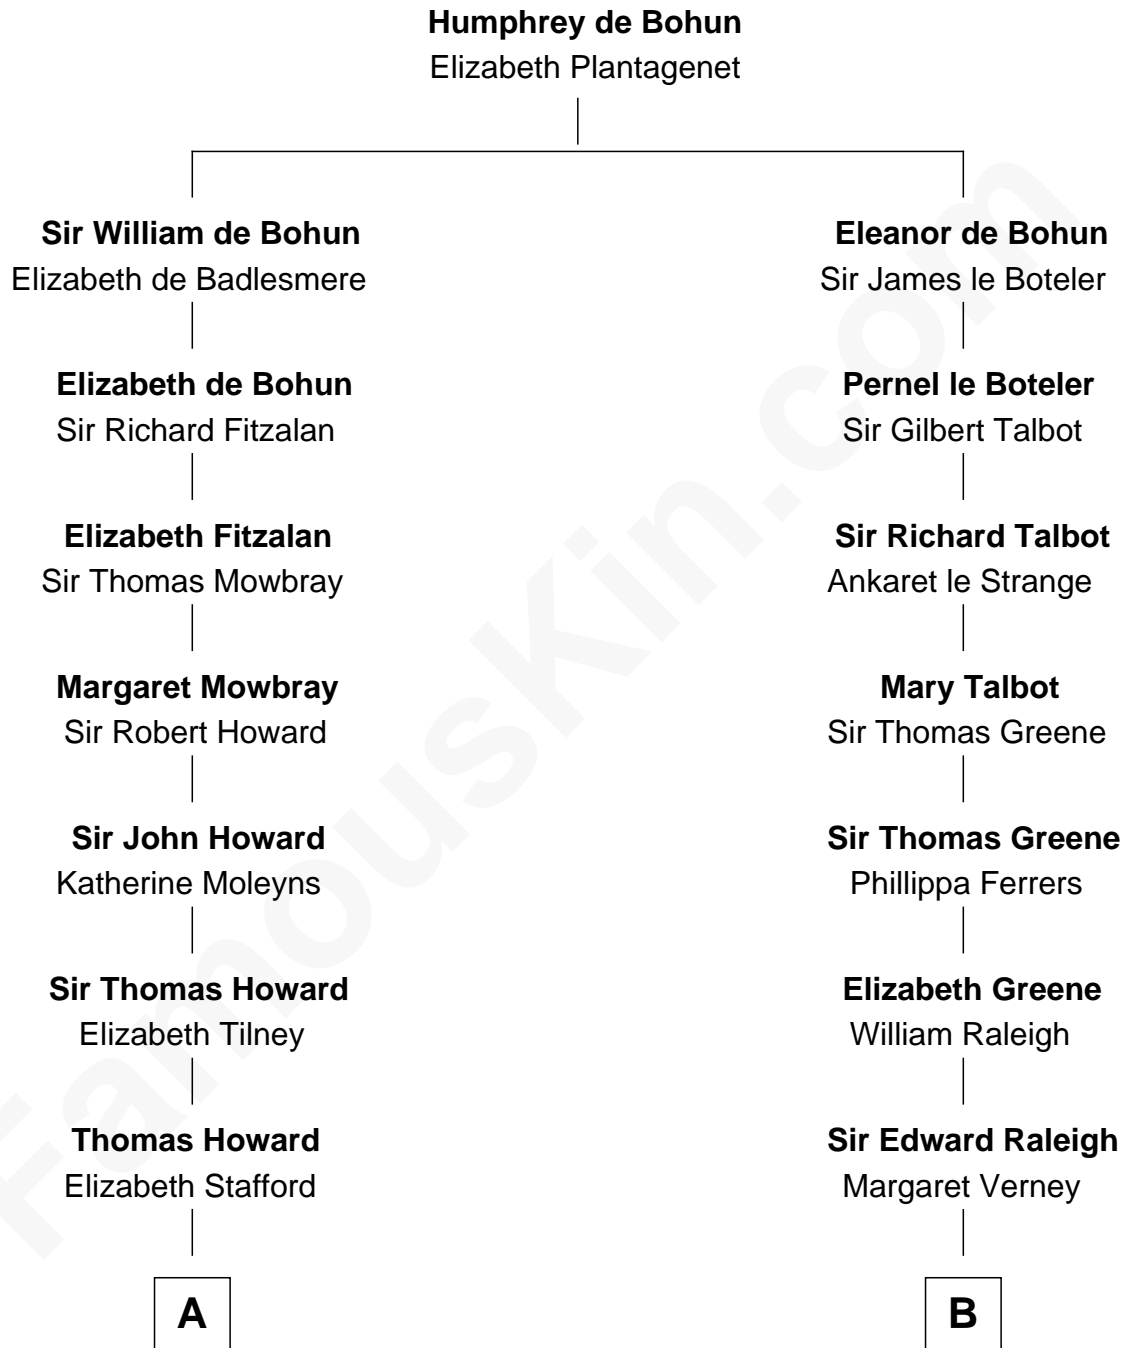 Humphrey de Bohun
Elizabeth Plantagenet
Sir William de Bohun
Elizabeth de Badlesmere
Elizabeth de Bohun
Sir Richard Fitzalan
Elizabeth Fitzalan
Sir Thomas Mowbray
Margaret Mowbray
Sir Robert Howard
Sir John Howard
Katherine Moleyns
Sir Thomas Howard
Elizabeth Tilney
Thomas Howard
Elizabeth Stafford
A
Eleanor de Bohun
Sir James le Boteler
Pernel le Boteler
Sir Gilbert Talbot
Sir Richard Talbot
Ankaret le Strange
Mary Talbot
Sir Thomas Greene
Sir Thomas Greene
Phillippa Ferrers
Elizabeth Greene
William Raleigh
Sir Edward Raleigh
Margaret Verney
B
FamousKin.com